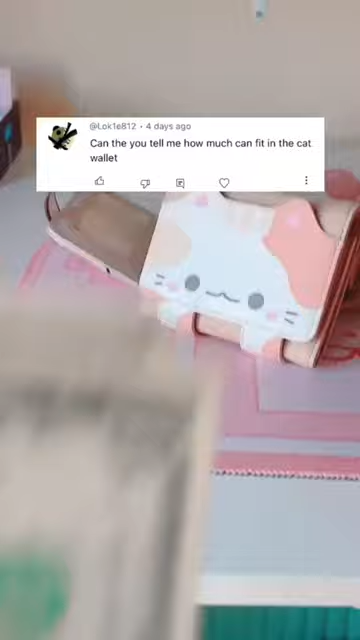 @Lok1e812 • 4 days ago
Can the you tell me how much can fit in the cat
wallet